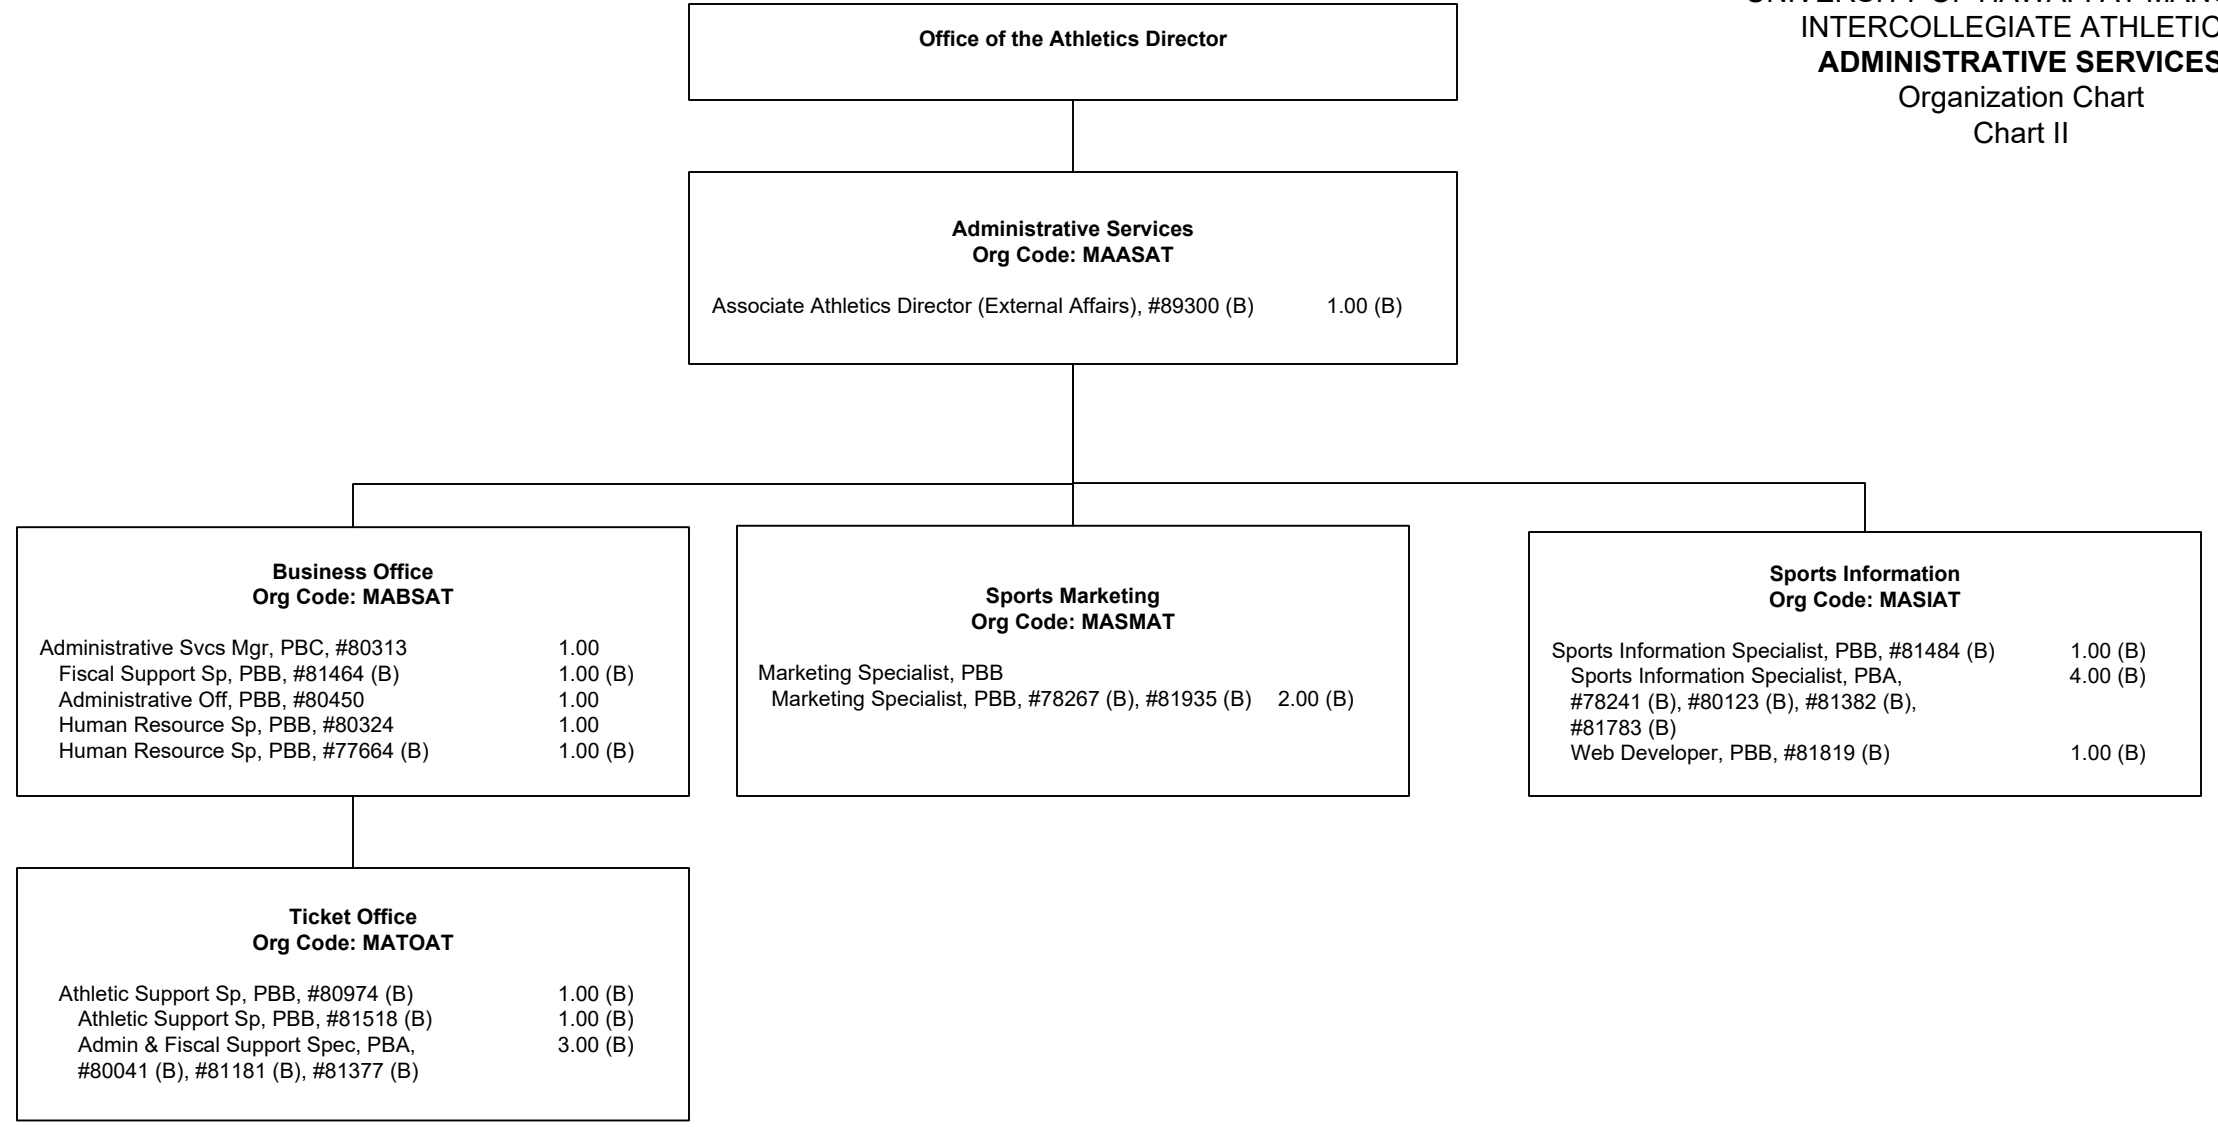 INTERCOLLEGIATE
ADMINISTRATIVE SERVICES
Organization Chart
Chart II
Office of the Athletics Director
Administrative Services
Org Code: MAASAT
Associate Athletics Director (External Affairs), #89300 (B) 1.00 (B)
Business Office
Org Code: MABSAT
Administrative Svcs Mgr, PBC, #80313 1.00
Fiscal Support Sp, PBB, #81464 (B) 1.00 (B)
Administrative Off, PBB, #80450 1.00
Human Resource Sp, PBB, #80324 1.00
Human Resource Sp, PBB, #77664 (B) 1.00 (B)
Sports Marketing
Org Code: MASMAT
Marketing Specialist, PBB
Marketing Specialist, PBB, #78267 (B), #81935 (B) 2.00 (B)
Sports Information
Org Code: MASIAT
Sports Information Specialist, PBB, #81484 (B) 1.00 (B)
Sports Information Specialist, PBA, 4.00 (B)
#78241 (B), #80123 (B), #81382 (B),
#81783 (B)
Web Developer, PBB, #81819 (B) 1.00 (B)
Ticket Office
Org Code: MATOAT
Athletic Support Sp, PBB, #80974 (B) 1.00 (B)
Athletic Support Sp, PBB, #81518 (B) 1.00 (B)
Admin & Fiscal Support Spec, PBA, 3.00 (B)
#80041 (B), #81181 (B), #81377 (B)